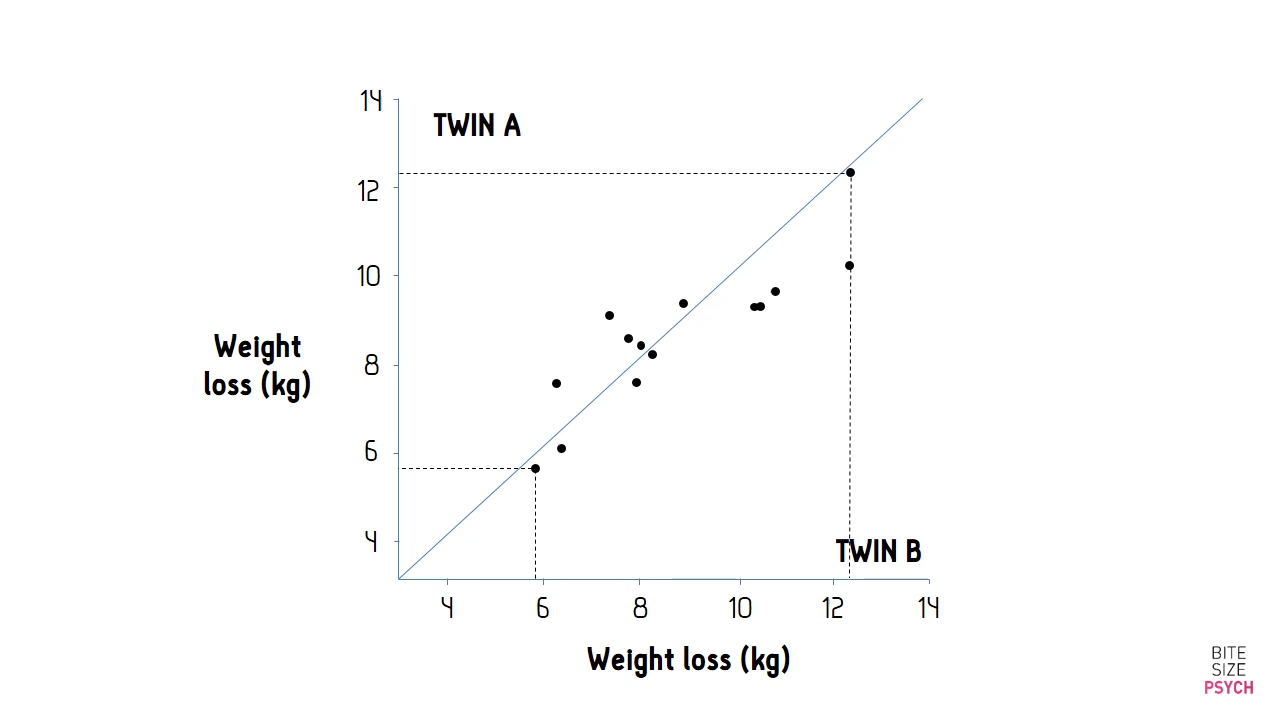 14
TWIN A
12
10
Weight
loss (kg)
8
6
4
TWIN B
4 6 8 10 12 14
Weight loss (kg)
BITE
SIZE
PSYCH